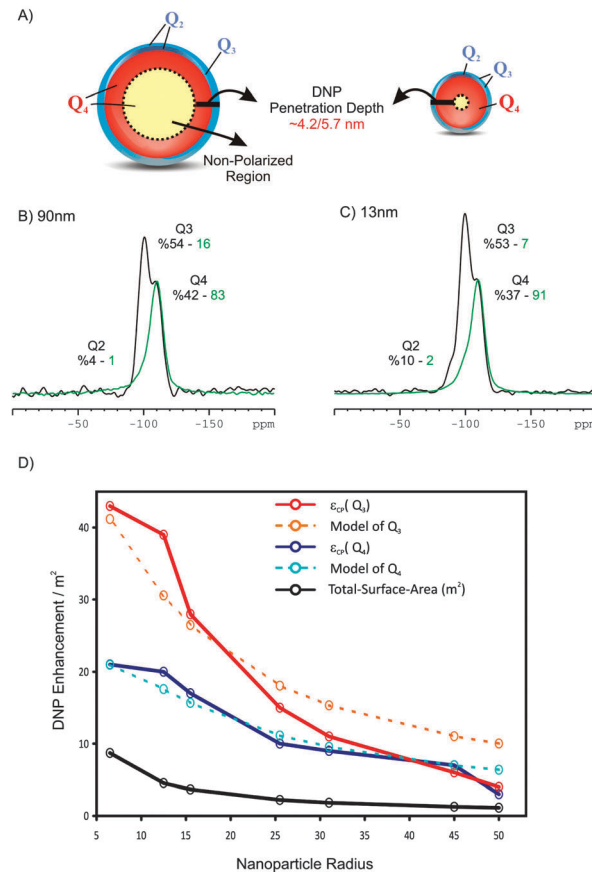 A)
Q2
Q3
Q4
DNP
Penetration Depth
~4.2/5.7 nm
Non-Polarized
Region
Q2
Q3
Q4
B) 90nm
Q3
%54 - 16
Q4
%42 - 83
Q2
%4 - 1
-50 -100 -150 ppm
C) 13nm
Q3
%53 - 7
Q4
%37 - 91
Q2
%10 - 2
-50 -100 -150 ppm
D)
DNP Enhancement / m²
40
30
20
10
0
εCP( Q3)
Model of Q3
εCP( Q4)
Model of Q4
Total-Surface-Area (m²)
5 10 15 20 25 30 35 40 45 50
Nanoparticle Radius